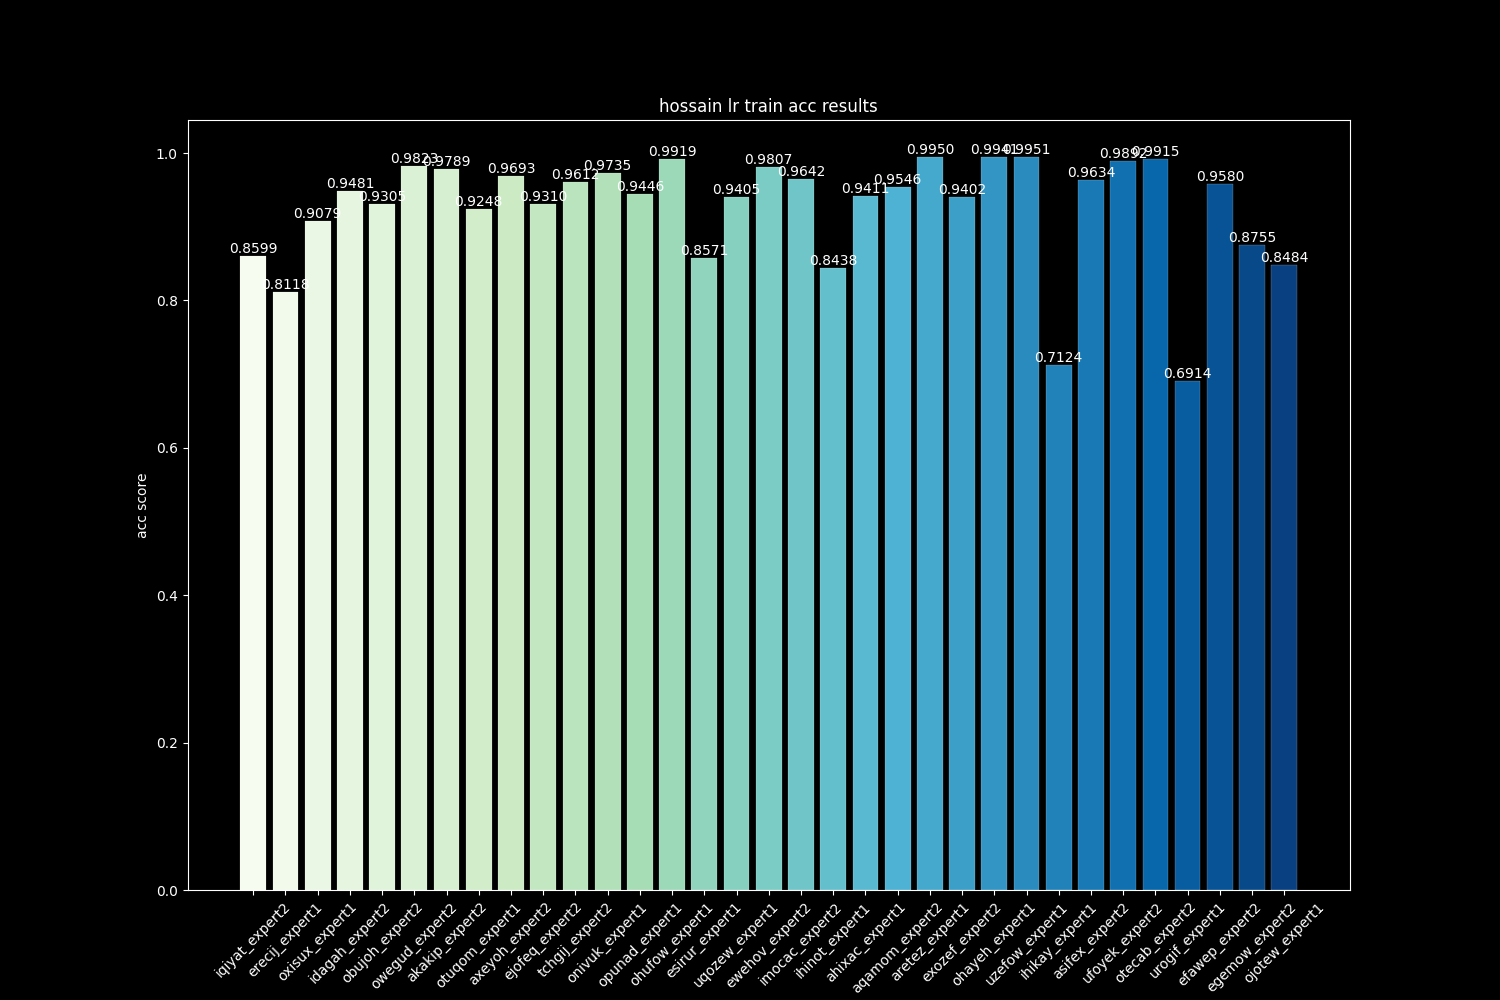 hossain lr train acc results
acc score
1.0
0.8
0.6
0.4
0.2
0.0
0.8599
0.8118
0.9079
0.9481
0.9305
0.9823
0.9789
0.9248
0.9693
0.9310
0.9612
0.9735
0.9446
0.9919
0.8571
0.9405
0.9807
0.9642
0.8438
0.9411
0.9546
0.9950
0.9402
0.9941
0.9951
0.7124
0.9634
0.9892
0.9915
0.6914
0.9580
0.8755
0.8484
iqiyat_expert2
erecij_expert1
oxisux_expert1
idagah_expert2
obujoh_expert2
owegud_expert2
akakip_expert2
otuqom_expert1
axeyoh_expert2
ejofeq_expert2
tchgjj_expert2
onivuk_expert1
opunad_expert1
ohufow_expert1
esirur_expert1
uqozew_expert1
ewehov_expert2
imocac_expert2
ihinot_expert1
ahixac_expert1
aqamom_expert2
aretez_expert1
exozef_expert2
ohayeh_expert1
uzefow_expert1
ihikay_expert1
asifex_expert2
ufoyek_expert2
otecab_expert2
urogif_expert1
efawep_expert2
egemow_expert2
ojotew_expert1